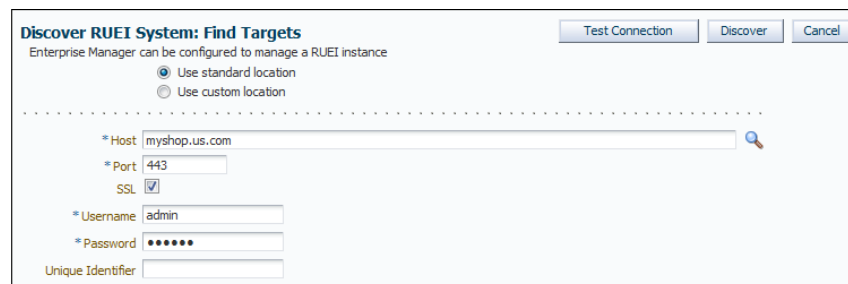 Discover RUEI System: Find Targets
Test Connection
Discover
Cancel
Enterprise Manager can be configured to manage a RUEI instance
Use standard location
Use custom location
* Host myshop.us.com
* Port 443
SSL
* Username admin
* Password ••••••
Unique Identifier